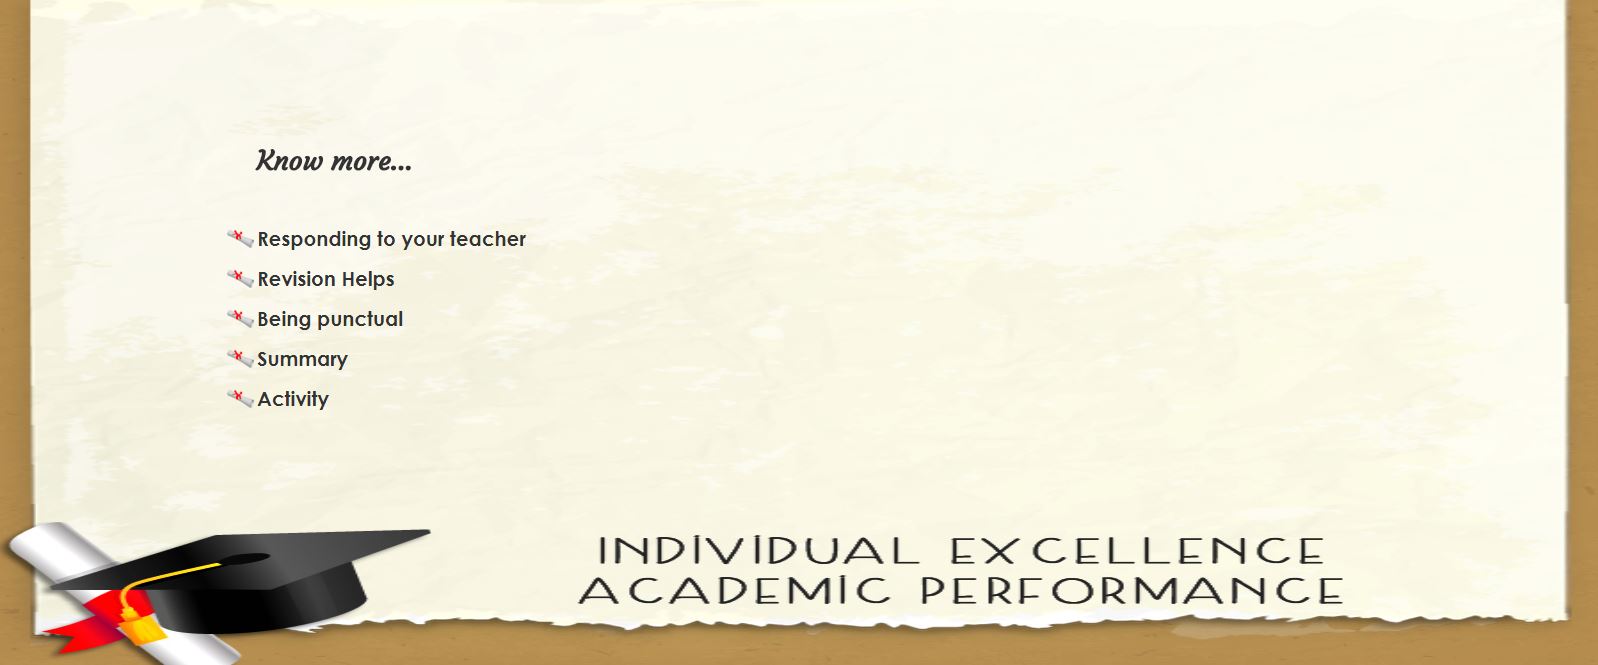 Know more...
Responding to your teacher
Revision Helps
Being punctual
Summary
Activity
INDIVIDUAL EXCELLENCE
ACADEMIC PERFORMANCE